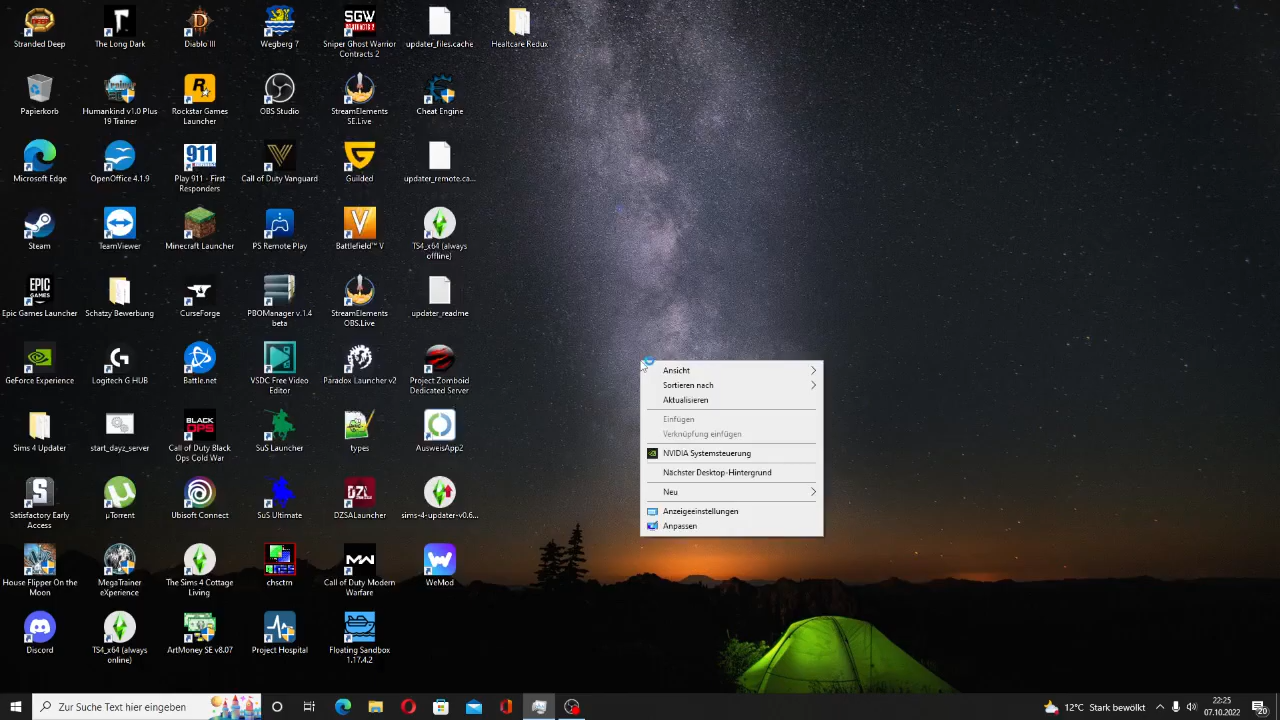 Stranded Deep
The Long Dark
Diablo III
Wegberg 7
SGW
Sniper Ghost Warrior
Contracts 2
updater_files.cache
Healtcare Redux
Papierkorb
Humankind v1.0 Plus
19 Trainer
Rockstar Games
Launcher
OBS Studio
StreamElements
SE.Live
Cheat Engine
Microsoft Edge
OpenOffice 4.1.9
911
Play 911 - First
Responders
Call of Duty Vanguard
Guilded
updater_remote.ca...
Steam
TeamViewer
Minecraft Launcher
PS Remote Play
Battlefield™ V
TS4_x64 (always
offline)
EPIC
GAMES
Epic Games Launcher
Schatzy Bewerbung
CurseForge
PBOManager v.1.4
beta
StreamElements
OBS.Live
updater_readme
GeForce Experience
Logitech G HUB
Battle.net
VSDC Free Video
Editor
Paradox Launcher v2
Project Zomboid
Dedicated Server
Sims 4 Updater
start_dayz_server
BLACK
OPS
Call of Duty Black
Ops Cold War
SuS Launcher
types
AusweisApp2
Satisfactory Early
Access
µTorrent
Ubisoft Connect
SuS Ultimate
DZL
DZSALauncher
sims-4-updater-v0.6...
House Flipper On the
Moon
MegaTrainer
eXperience
The Sims 4 Cottage
Living
chsctrn
Call of Duty Modern
Warfare
WeMod
Discord
TS4_x64 (always
online)
ArtMoney SE v8.07
Project Hospital
Floating Sandbox
1.17.4.2
Ansicht
Sortieren nach
Aktualisieren
Einfügen
Verknüpfung einfügen
NVIDIA Systemsteuerung
Nächster Desktop-Hintergrund
Neu
Anzeigeeinstellungen
Anpassen
Zur Suche Text hier eingeben
12°C Stark bewölkt
22:25
07.10.2022
20